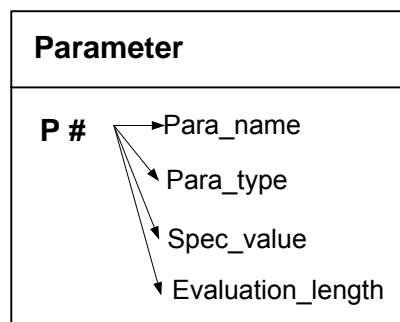 Parameter
P # Para_name
Para_type
Spec_value
Evaluation_length